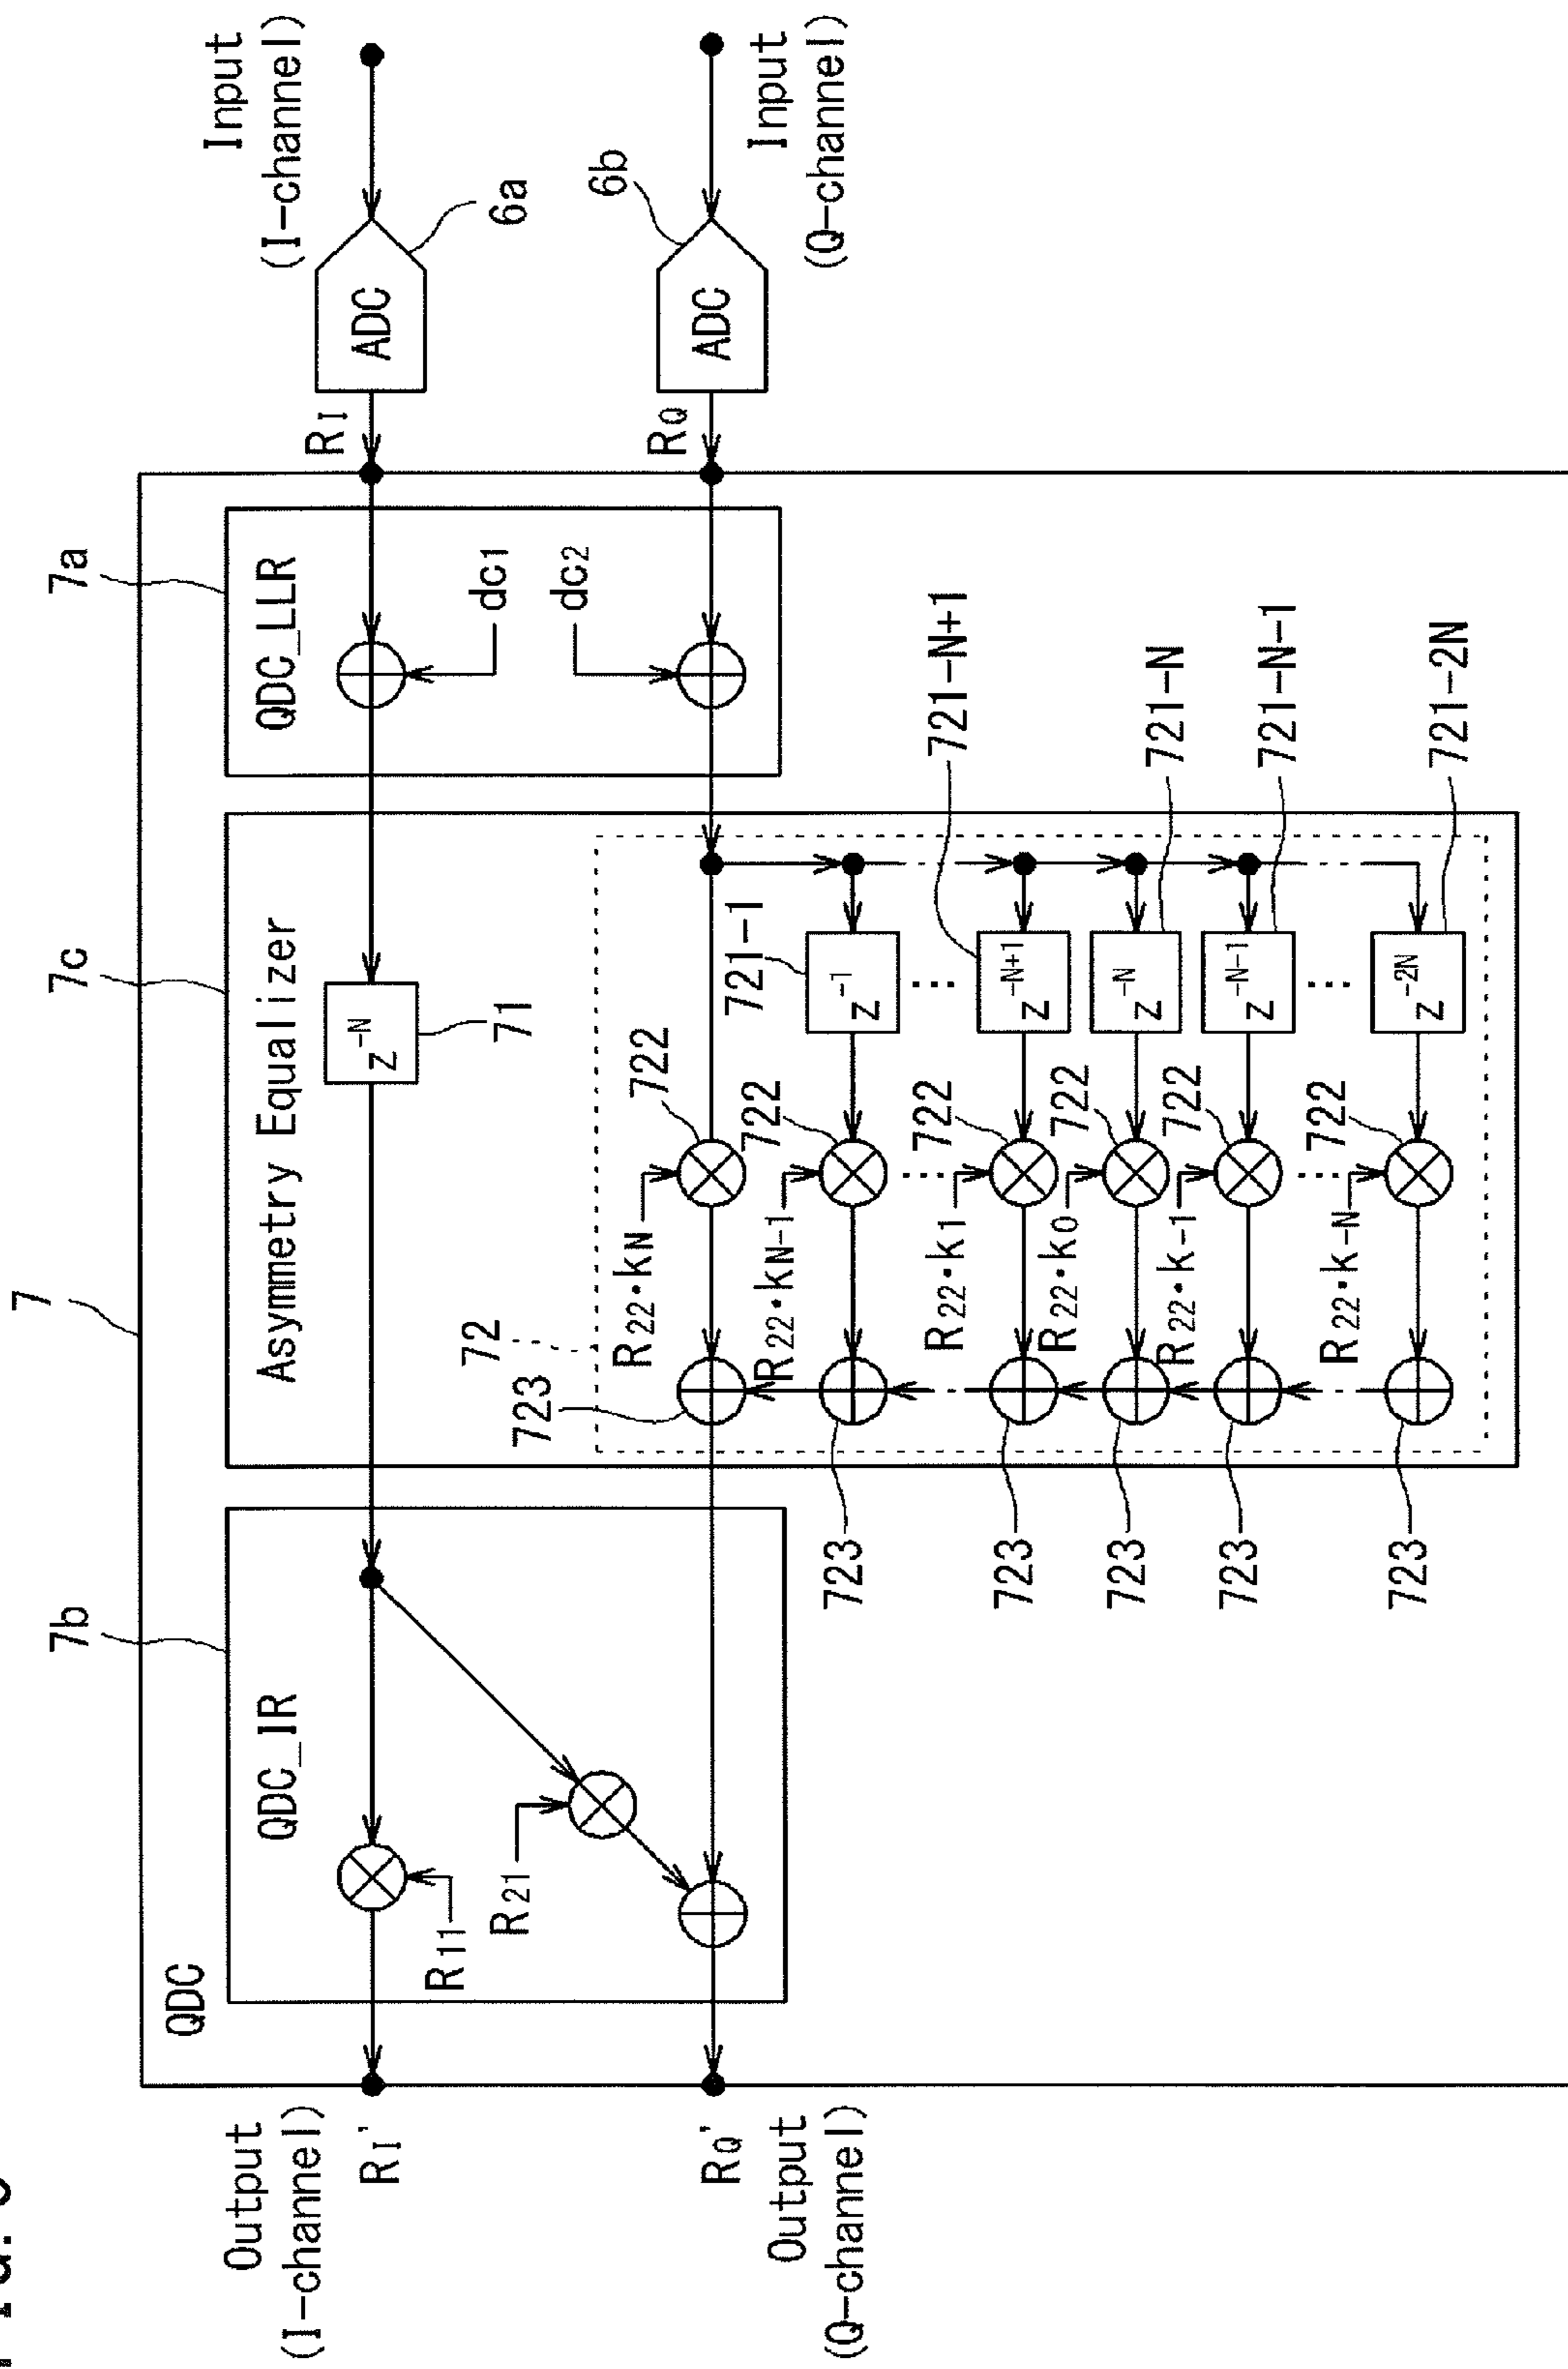 7
7b
7c
7a
QDC
QDC_IR
Asymmetry Equalizer
QDC_LLR
Output
(I-channel)
Input
(I-channel)
RI'
R11
R21
z-N
71
dc1
dc2
RI
ADC
6a
6b
RQ'
Output
(Q-channel)
RQ
ADC
Input
(Q-channel)
72
723
R22·kN
722
721-1
R22·kN-1
722
z-1
723
...
721-N+1
R22·k1
722
z-N+1
723
R22·k0
722
z-N
721-N
723
R22·k-1
722
z-N-1
721-N-1
723
...
R22·k-N
722
z-2N
721-2N
723